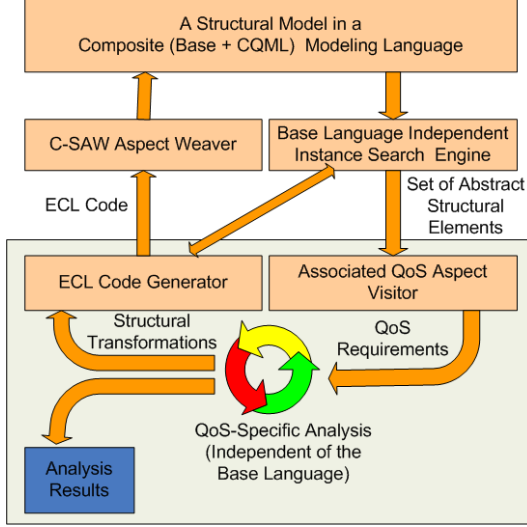 A Structural Model in a
Composite (Base + CQML)  Modeling Language
C-SAW Aspect Weaver
Base Language Independent
Instance Search  Engine
ECL Code
Set of Abstract
Structural
Elements
ECL Code Generator
Associated QoS Aspect
Visitor
Structural
Transformations
QoS
Requirements
QoS-Specific Analysis
(Independent of the
Base Language)
Analysis
Results